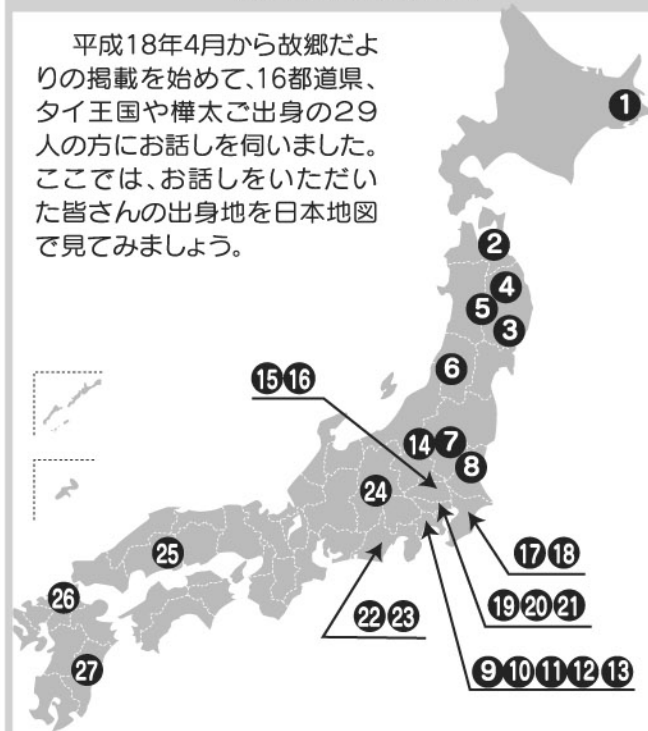 平成18年4月から故郷だよ
りの掲載を始めて、16都道県、
タイ王国や樺太ご出身の29
人の方にお話しを伺いました。
ここでは、お話しをいただい
た皆さんの出身地を日本地図
で見てみましょう。
❶
❷
❹
❺
❸
❻
⓯⓰
⓮❼
❽
㉔
㉕
⓱⓲
㉖
⓳⓴㉑
㉒㉓
㉗
❾❿⓫⓬⓭